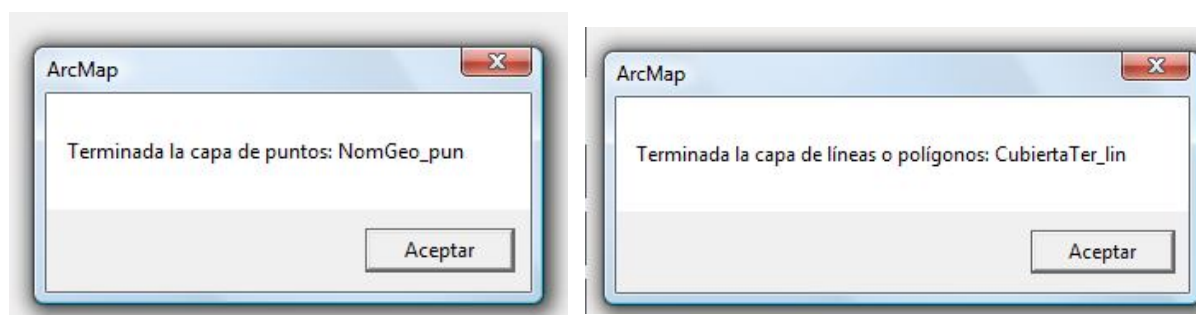 ArcMap
Terminada la capa de puntos: NomGeo_pun
Aceptar
ArcMap
Terminada la capa de líneas o polígonos: CubiertaTer_lin
Aceptar